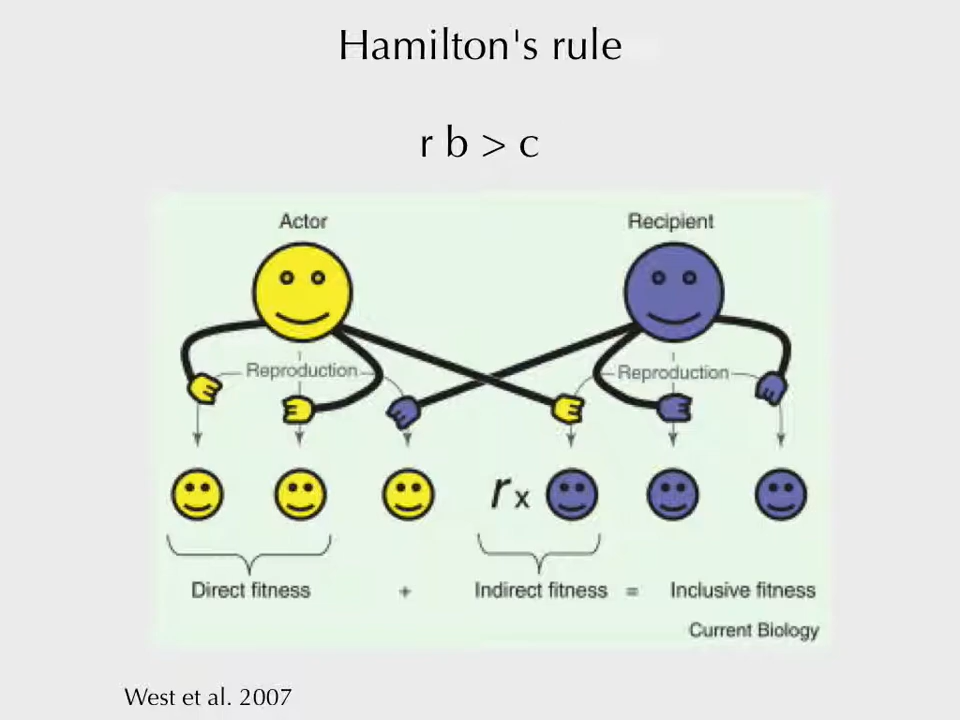 Hamilton's rule
r b > c
Actor Recipient
Reproduction Reproduction
r x
Direct fitness + Indirect fitness = Inclusive fitness
Current Biology
West et al. 2007